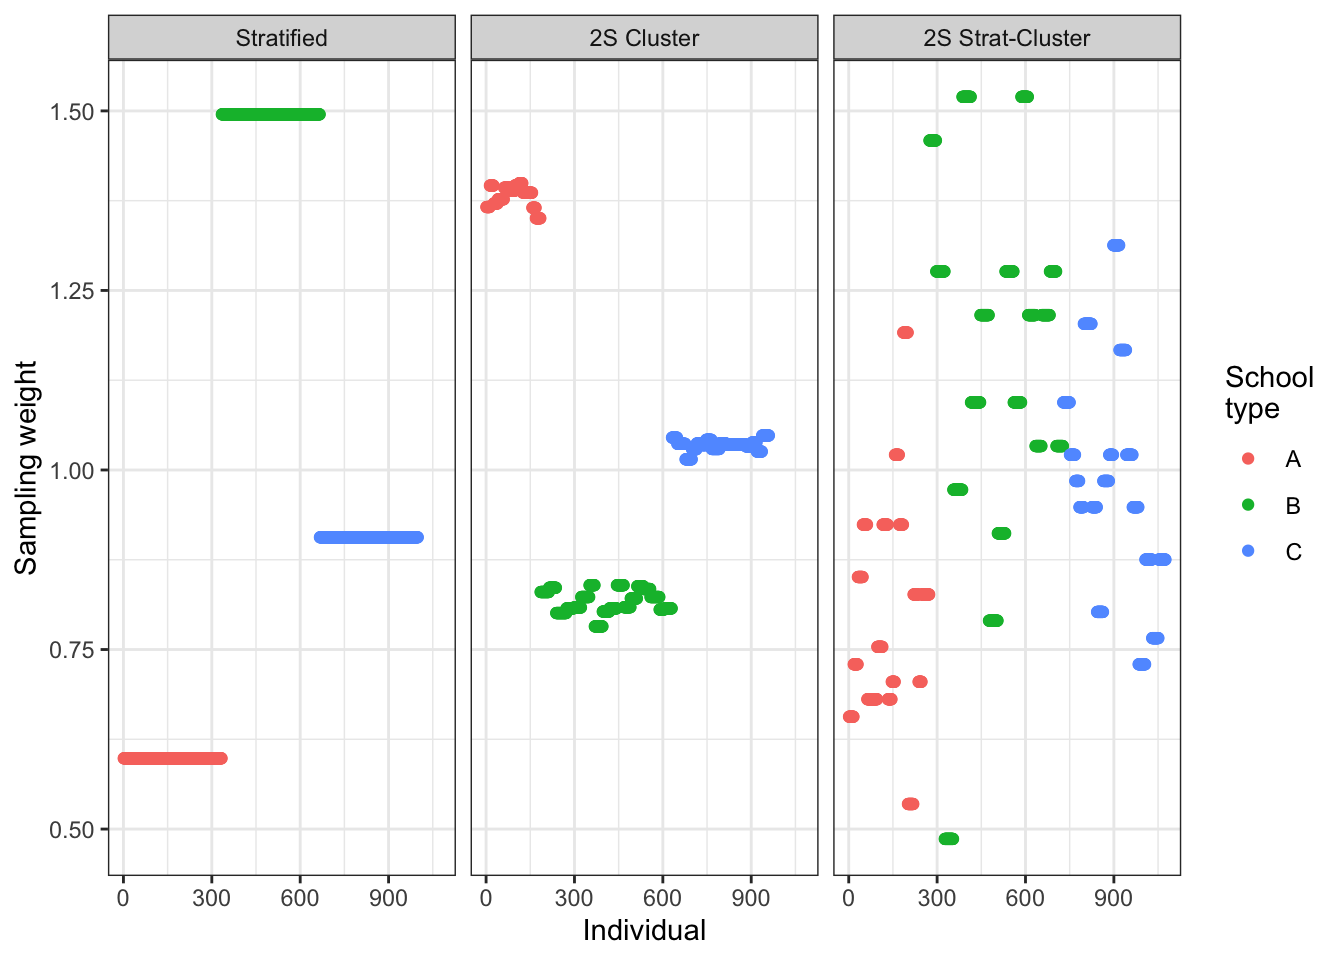 Stratified 2S Cluster 2S Strat-Cluster
1.50
1.25
1.00
0.75
0.50
Sampling weight
0 300 600 900 0 300 600 900 0 300 600 900
Individual
School
type
A
B
C